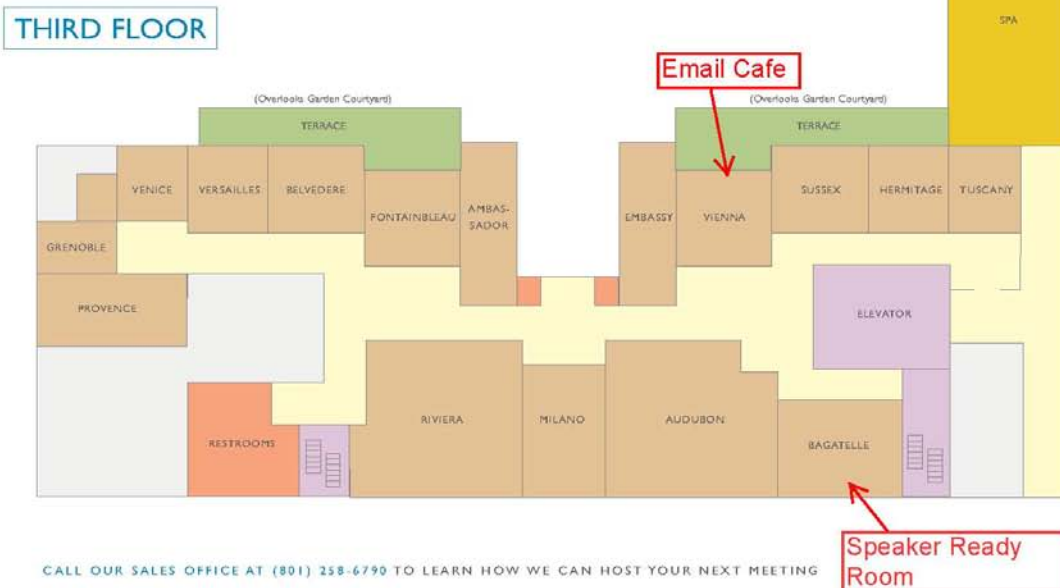 THIRD FLOOR
SPA
Email Cafe
(Overlooks Garden Courtyard)
(Overlooks Garden Courtyard)
TERRACE
TERRACE
VENICE
VERSAILLES
BELVEDERE
FONTAINBLEAU
AMBAS-
SADOR
EMBASSY
VIENNA
SUSSEX
HERMITAGE
TUSCANY
GRENOBLE
PROVENCE
ELEVATOR
RESTROOMS
RIVIERA
MILANO
AUDUBON
BAGATELLE
Speaker Ready
Room
CALL OUR SALES OFFICE AT (801) 258-6790 TO LEARN HOW WE CAN HOST YOUR NEXT MEETING